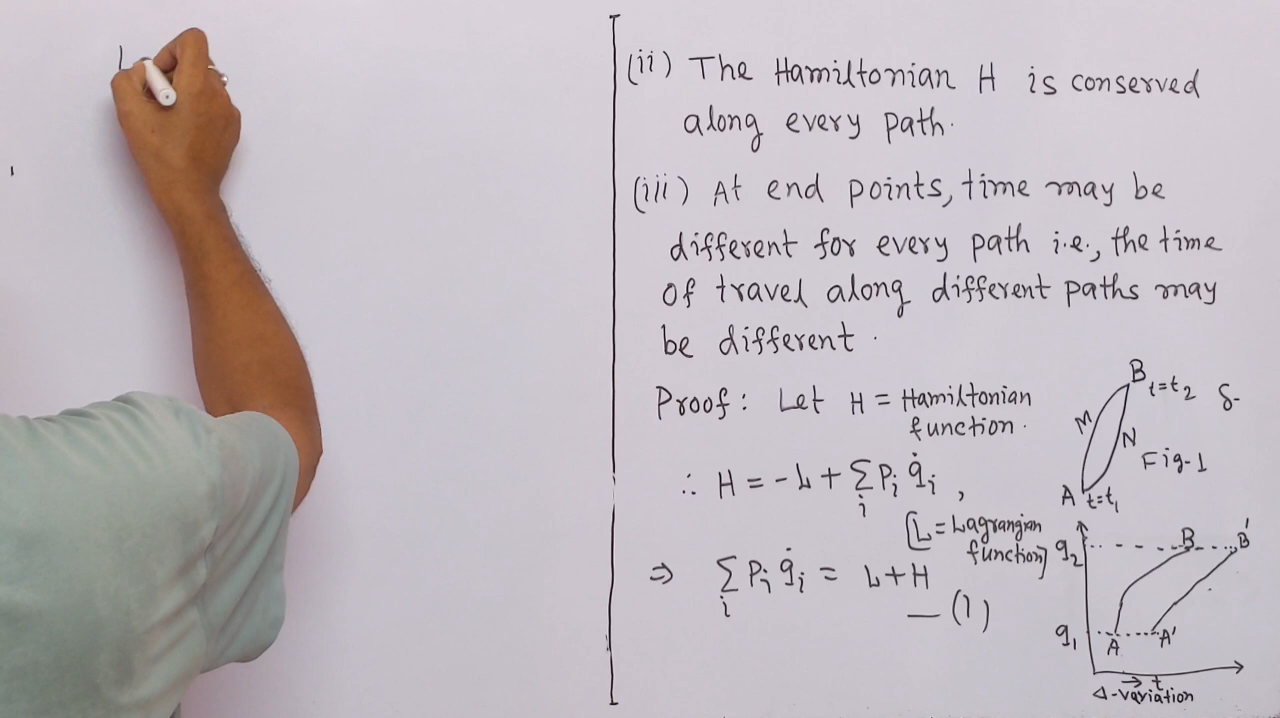 (ii) The Hamiltonian H is conserved
along every path.
(iii) At end points, time may be
different for every path i.e., the time
of travel along different paths may
be different.
Proof: Let H = Hamiltonian
function.
∴ H = -L + ∑ Pᵢ q̇ᵢ ,
i
[L = Lagrangian
function]
⇒ ∑ Pᵢ q̇ᵢ = L + H
i
— (1)
B
t=t₂ δ-
M
N
Fig-1
A t=t₁
q₂ B B'
q₁ A A'
→ t
Δ-variation